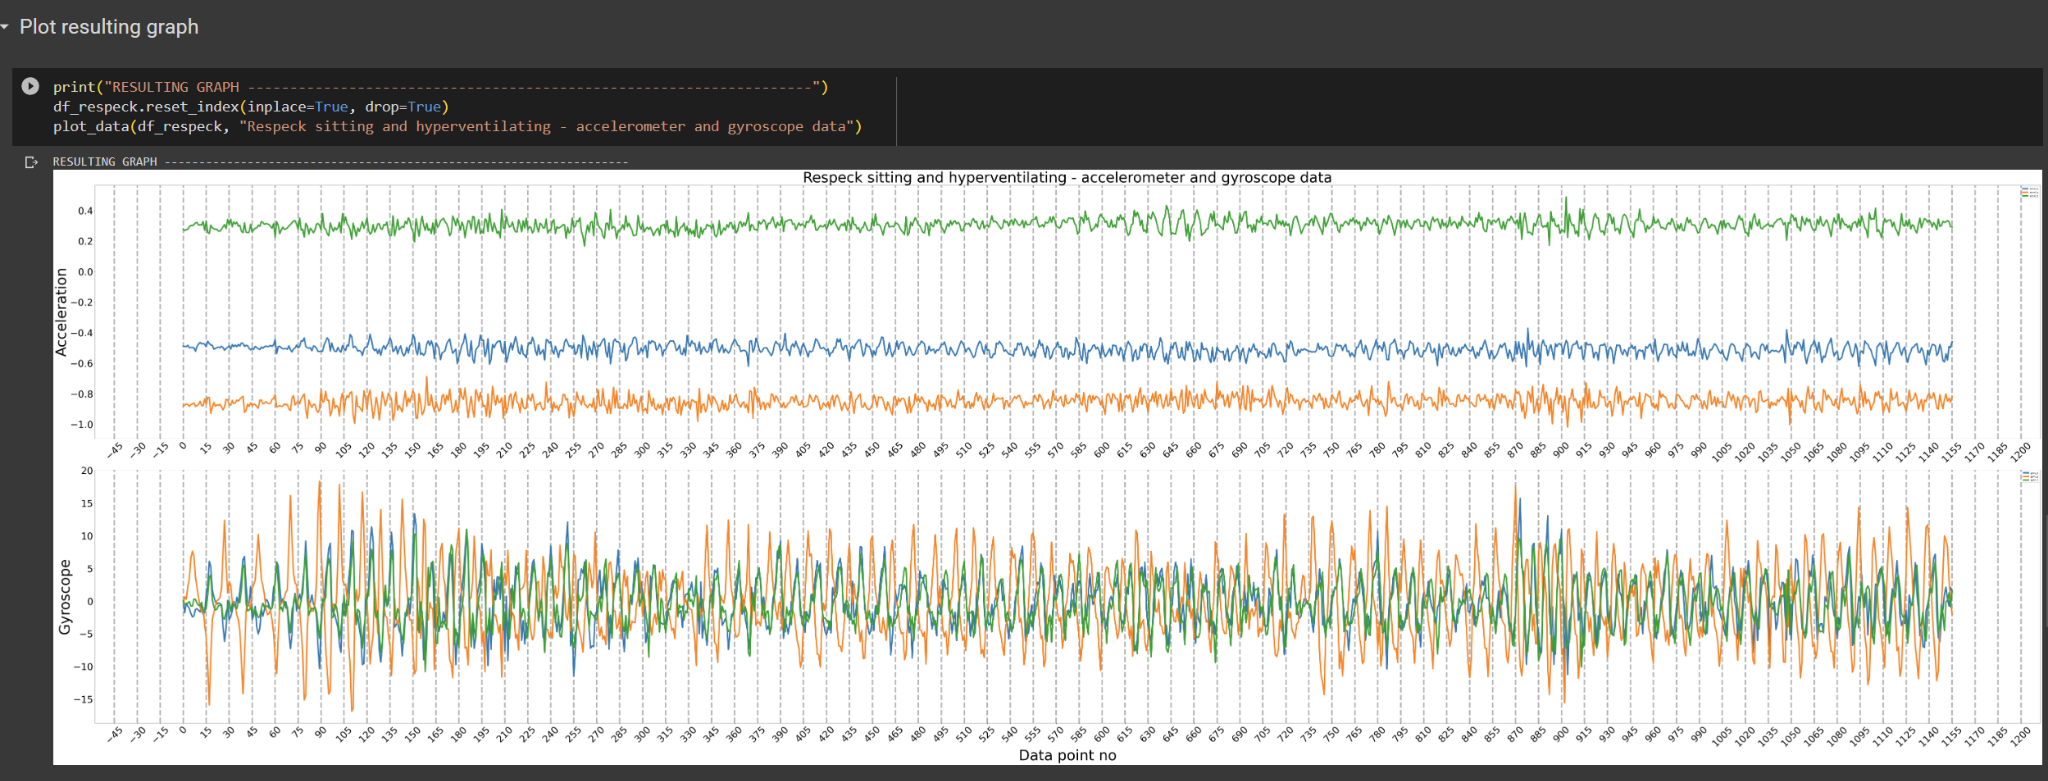 Plot resulting graph
print("RESULTING GRAPH -------------------------------------------------------------------")
df_respeck.reset_index(inplace=True, drop=True)
plot_data(df_respeck, "Respeck sitting and hyperventilating - accelerometer and gyroscope data")
RESULTING GRAPH -------------------------------------------------------------------
Respeck sitting and hyperventilating - accelerometer and gyroscope data
Acceleration
0.4
0.2
0.0
−0.2
−0.4
−0.6
−0.8
−1.0
−45 −30 −15 0 15 30 45 60 75 90 105 120 135 150 165 180 195 210 225 240 255 270 285 300 315 330 345 360 375 390 405 420 435 450 465 480 495 510 525 540 555 570 585 600 615 630 645 660 675 690 705 720 735 750 765 780 795 810 825 840 855 870 885 900 915 930 945 960 975 990 1005 1020 1035 1050 1065 1080 1095 1110 1125 1140 1155 1170 1185 1200
Gyroscope
20
15
10
5
0
−5
−10
−15
−45 −30 −15 0 15 30 45 60 75 90 105 120 135 150 165 180 195 210 225 240 255 270 285 300 315 330 345 360 375 390 405 420 435 450 465 480 495 510 525 540 555 570 585 600 615 630 645 660 675 690 705 720 735 750 765 780 795 810 825 840 855 870 885 900 915 930 945 960 975 990 1005 1020 1035 1050 1065 1080 1095 1110 1125 1140 1155 1170 1185 1200
Data point no